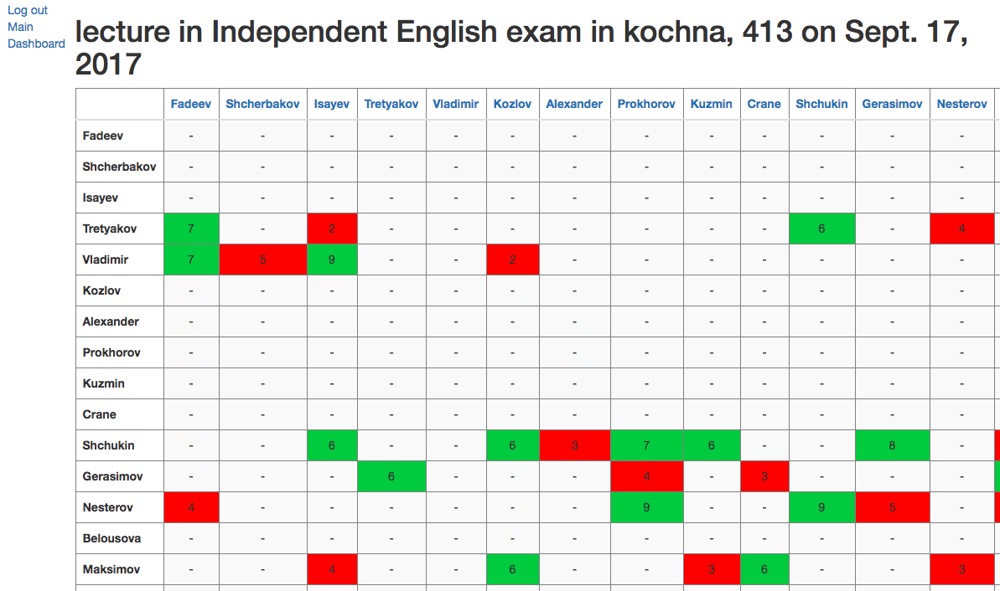 Log out
Main
Dashboard
lecture in Independent English exam in kochna, 413 on Sept. 17,
2017
Fadeev Shcherbakov Isayev Tretyakov Vladimir Kozlov Alexander Prokhorov Kuzmin Crane Shchukin Gerasimov Nesterov
Fadeev - - - - - - - - - - - - -
Shcherbakov - - - - - - - - - - - - -
Isayev - - - - - - - - - - - - -
Tretyakov 7 - 2 - - - - - - - 6 - 4
Vladimir 7 5 9 - - 2 - - - - - - -
Kozlov - - - - - - - - - - - - -
Alexander - - - - - - - - - - - - -
Prokhorov - - - - - - - - - - - - -
Kuzmin - - - - - - - - - - - - -
Crane - - - - - - - - - - - - -
Shchukin - - 6 - - 6 3 7 6 - - 8 -
Gerasimov - - - 6 - - - 4 - 3 - - -
Nesterov 4 - - - - - - 9 - - 9 5 -
Belousova - - - - - - - - - - - - -
Maksimov - - 4 - - 6 - - 3 6 - - 3